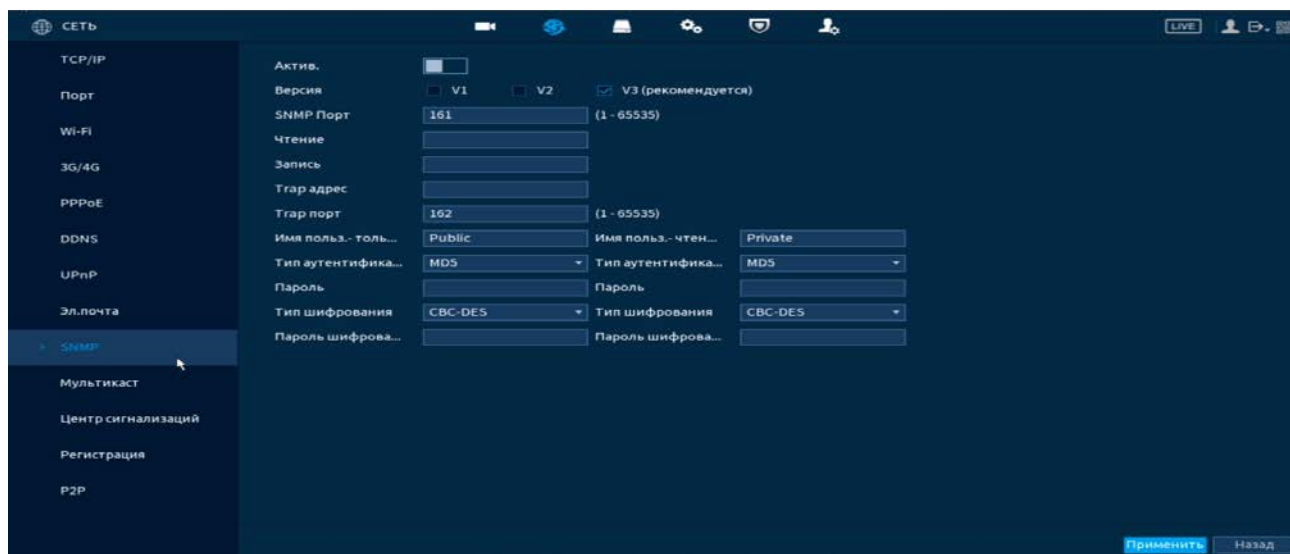 СЕТЬ LIVE
TCP/IP
Порт
Wi-Fi
3G/4G
PPPoE
DDNS
UPnP
Эл.почта
SNMP
Мультикаст
Центр сигнализаций
Регистрация
P2P
Актив.
Версия V1 V2 V3 (рекомендуется)
SNMP Порт 161 (1 - 65535)
Чтение
Запись
Trap адрес
Trap порт 162 (1 - 65535)
Имя польз.- толь... Public Имя польз.- чтен... Private
Тип аутентифика... MD5 Тип аутентифика... MD5
Пароль Пароль
Тип шифрования CBC-DES Тип шифрования CBC-DES
Пароль шифрова... Пароль шифрова...
Применить Назад